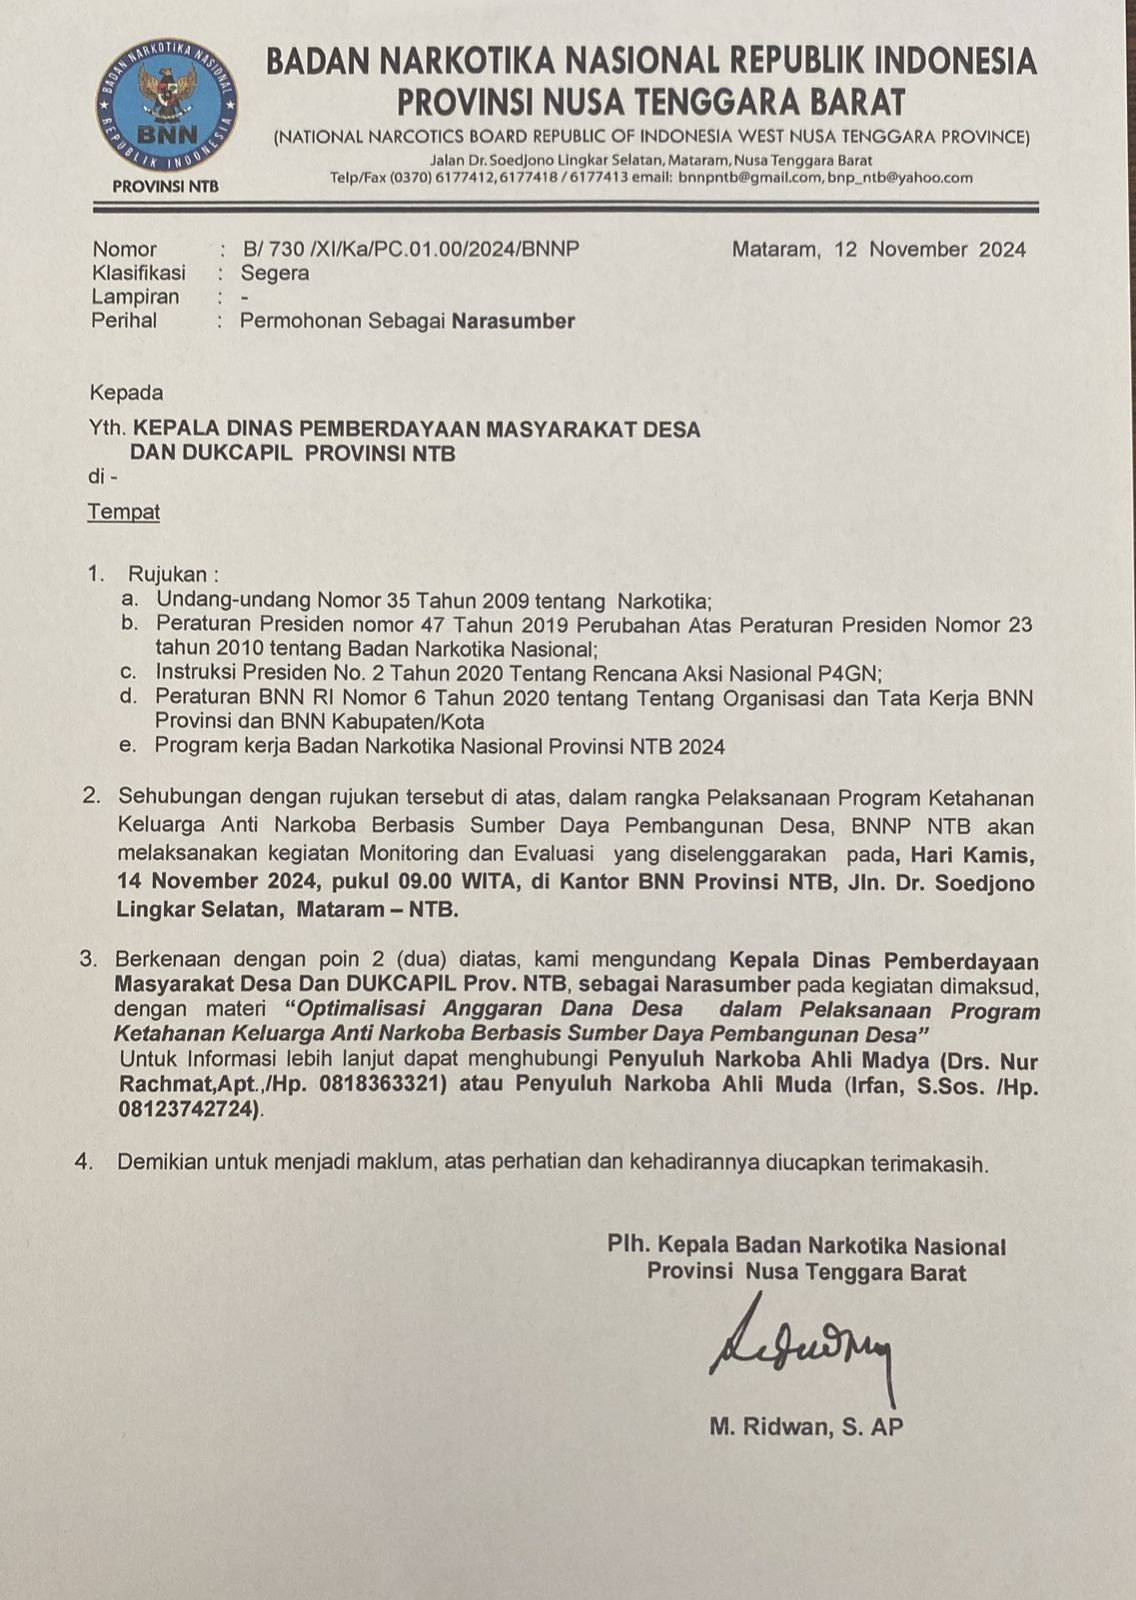 BADAN NARKOTIKA NASIONAL
REPUBLIK INDONESIA
BNN
PROVINSI NTB
BADAN NARKOTIKA NASIONAL REPUBLIK INDONESIA
PROVINSI NUSA TENGGARA BARAT
(NATIONAL NARCOTICS BOARD REPUBLIC OF INDONESIA WEST NUSA TENGGARA PROVINCE)
Jalan Dr. Soedjono Lingkar Selatan, Mataram, Nusa Tenggara Barat
Telp/Fax (0370) 6177412, 6177418 / 6177413 email: bnnpntb@gmail.com, bnp_ntb@yahoo.com
Nomor : B/ 730 /XI/Ka/PC.01.00/2024/BNNP Mataram, 12 November 2024
Klasifikasi : Segera
Lampiran : -
Perihal : Permohonan Sebagai Narasumber
Kepada
Yth. KEPALA DINAS PEMBERDAYAAN MASYARAKAT DESA
DAN DUKCAPIL PROVINSI NTB
di -
Tempat
1. Rujukan :
a. Undang-undang Nomor 35 Tahun 2009 tentang Narkotika;
b. Peraturan Presiden nomor 47 Tahun 2019 Perubahan Atas Peraturan Presiden Nomor 23
tahun 2010 tentang Badan Narkotika Nasional;
c. Instruksi Presiden No. 2 Tahun 2020 Tentang Rencana Aksi Nasional P4GN;
d. Peraturan BNN RI Nomor 6 Tahun 2020 tentang Tentang Organisasi dan Tata Kerja BNN
Provinsi dan BNN Kabupaten/Kota
e. Program kerja Badan Narkotika Nasional Provinsi NTB 2024
2. Sehubungan dengan rujukan tersebut di atas, dalam rangka Pelaksanaan Program Ketahanan
Keluarga Anti Narkoba Berbasis Sumber Daya Pembangunan Desa, BNNP NTB akan
melaksanakan kegiatan Monitoring dan Evaluasi yang diselenggarakan pada, Hari Kamis,
14 November 2024, pukul 09.00 WITA, di Kantor BNN Provinsi NTB, Jln. Dr. Soedjono
Lingkar Selatan, Mataram – NTB.
3. Berkenaan dengan poin 2 (dua) diatas, kami mengundang Kepala Dinas Pemberdayaan
Masyarakat Desa Dan DUKCAPIL Prov. NTB, sebagai Narasumber pada kegiatan dimaksud,
dengan materi “Optimalisasi Anggaran Dana Desa dalam Pelaksanaan Program
Ketahanan Keluarga Anti Narkoba Berbasis Sumber Daya Pembangunan Desa”
Untuk Informasi lebih lanjut dapat menghubungi Penyuluh Narkoba Ahli Madya (Drs. Nur
Rachmat,Apt.,/Hp. 0818363321) atau Penyuluh Narkoba Ahli Muda (Irfan, S.Sos. /Hp.
08123742724).
4. Demikian untuk menjadi maklum, atas perhatian dan kehadirannya diucapkan terimakasih.
Plh. Kepala Badan Narkotika Nasional
Provinsi Nusa Tenggara Barat
M. Ridwan, S. AP